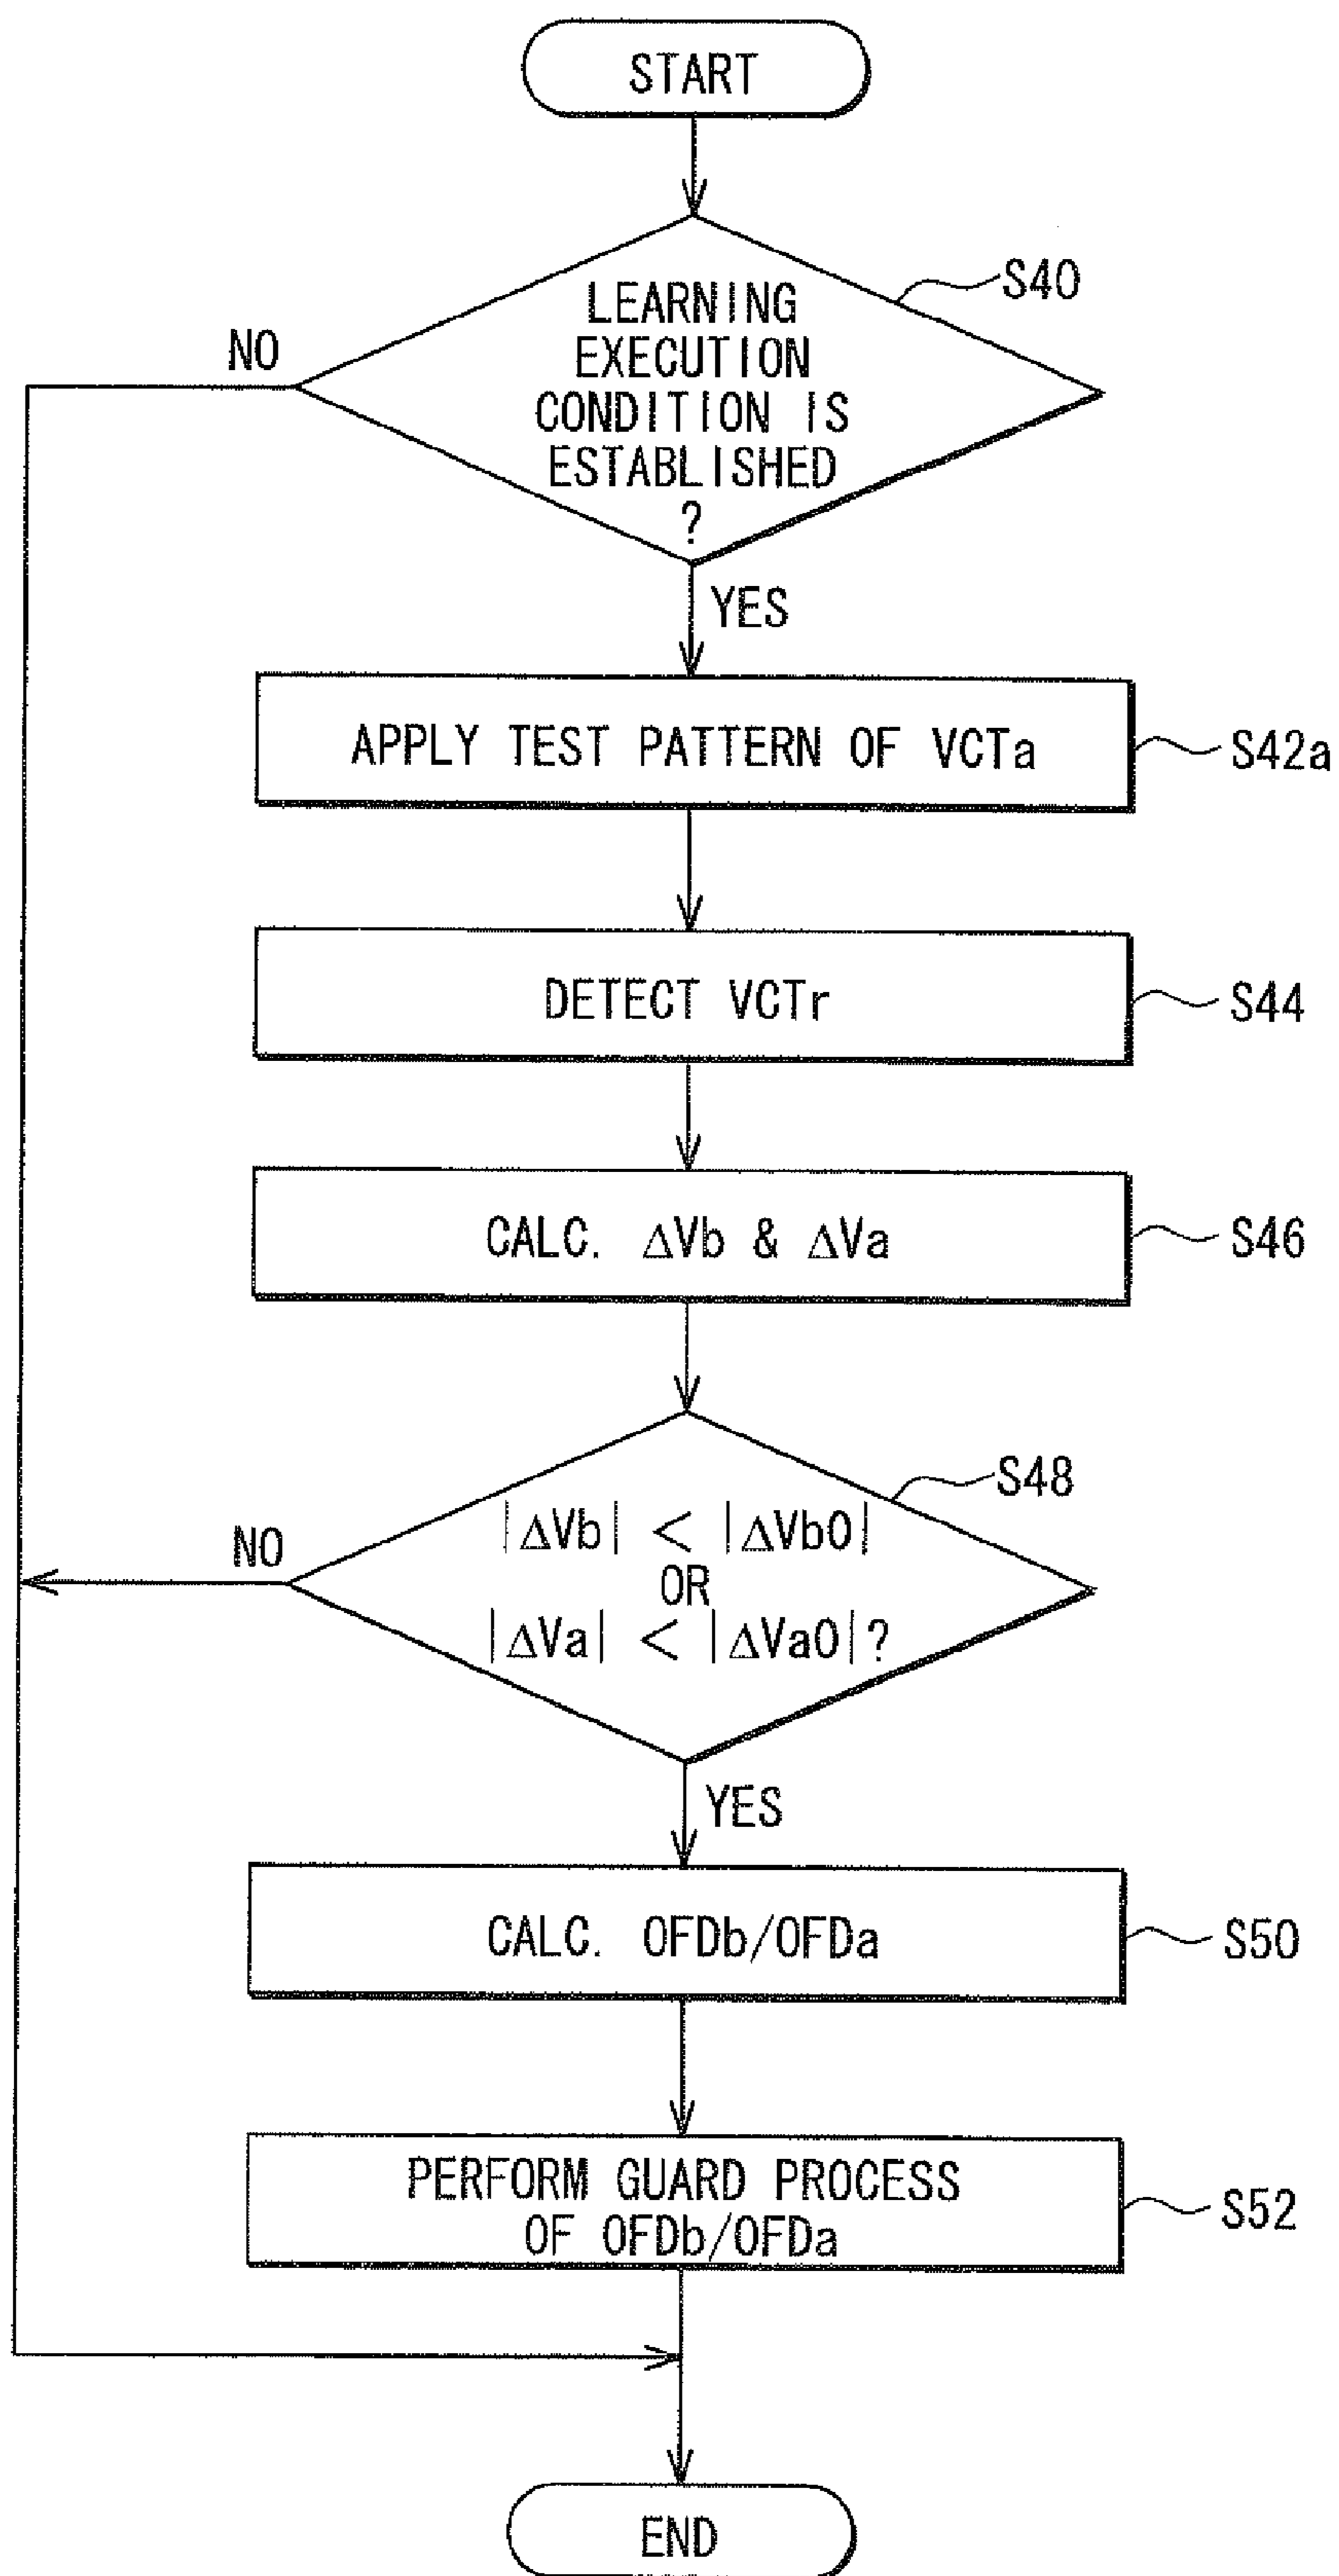 START
LEARNING
EXECUTION
CONDITION IS
ESTABLISHED
?
S40
NO
YES
APPLY TEST PATTERN OF VCTa
S42a
DETECT VCTr
S44
CALC. ΔVb & ΔVa
S46
|ΔVb| < |ΔVb0|
OR
|ΔVa| < |ΔVa0|?
S48
NO
YES
CALC. OFDb/OFDa
S50
PERFORM GUARD PROCESS
OF OFDb/OFDa
S52
END